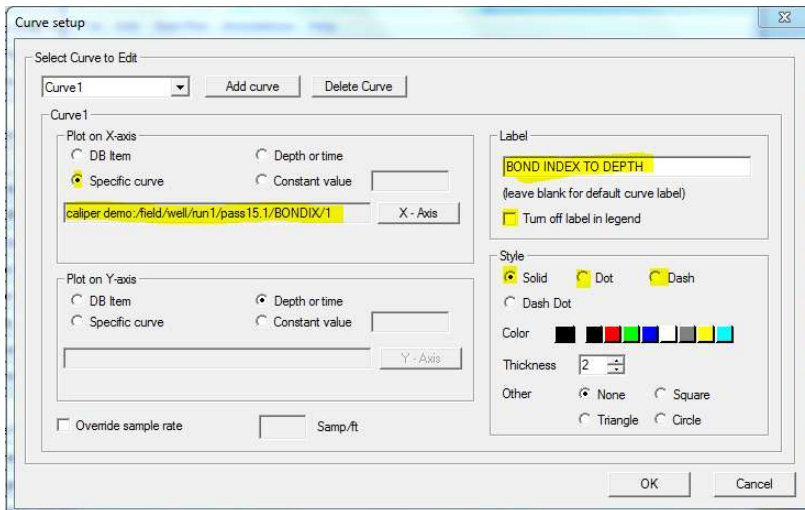 Curve setup
Select Curve to Edit
Curve1
Add curve
Delete Curve
Curve1
Plot on X-axis
DB Item
Depth or time
Specific curve
Constant value
caliper demo:/field/well/run1/pass15.1/BONDIX/1
X - Axis
Plot on Y-axis
DB Item
Depth or time
Specific curve
Constant value
Y - Axis
Override sample rate
Samp/ft
Label
BOND INDEX TO DEPTH
(leave blank for default curve label)
Turn off label in legend
Style
Solid
Dot
Dash
Dash Dot
Color
Thickness
2
Other
None
Square
Triangle
Circle
OK
Cancel